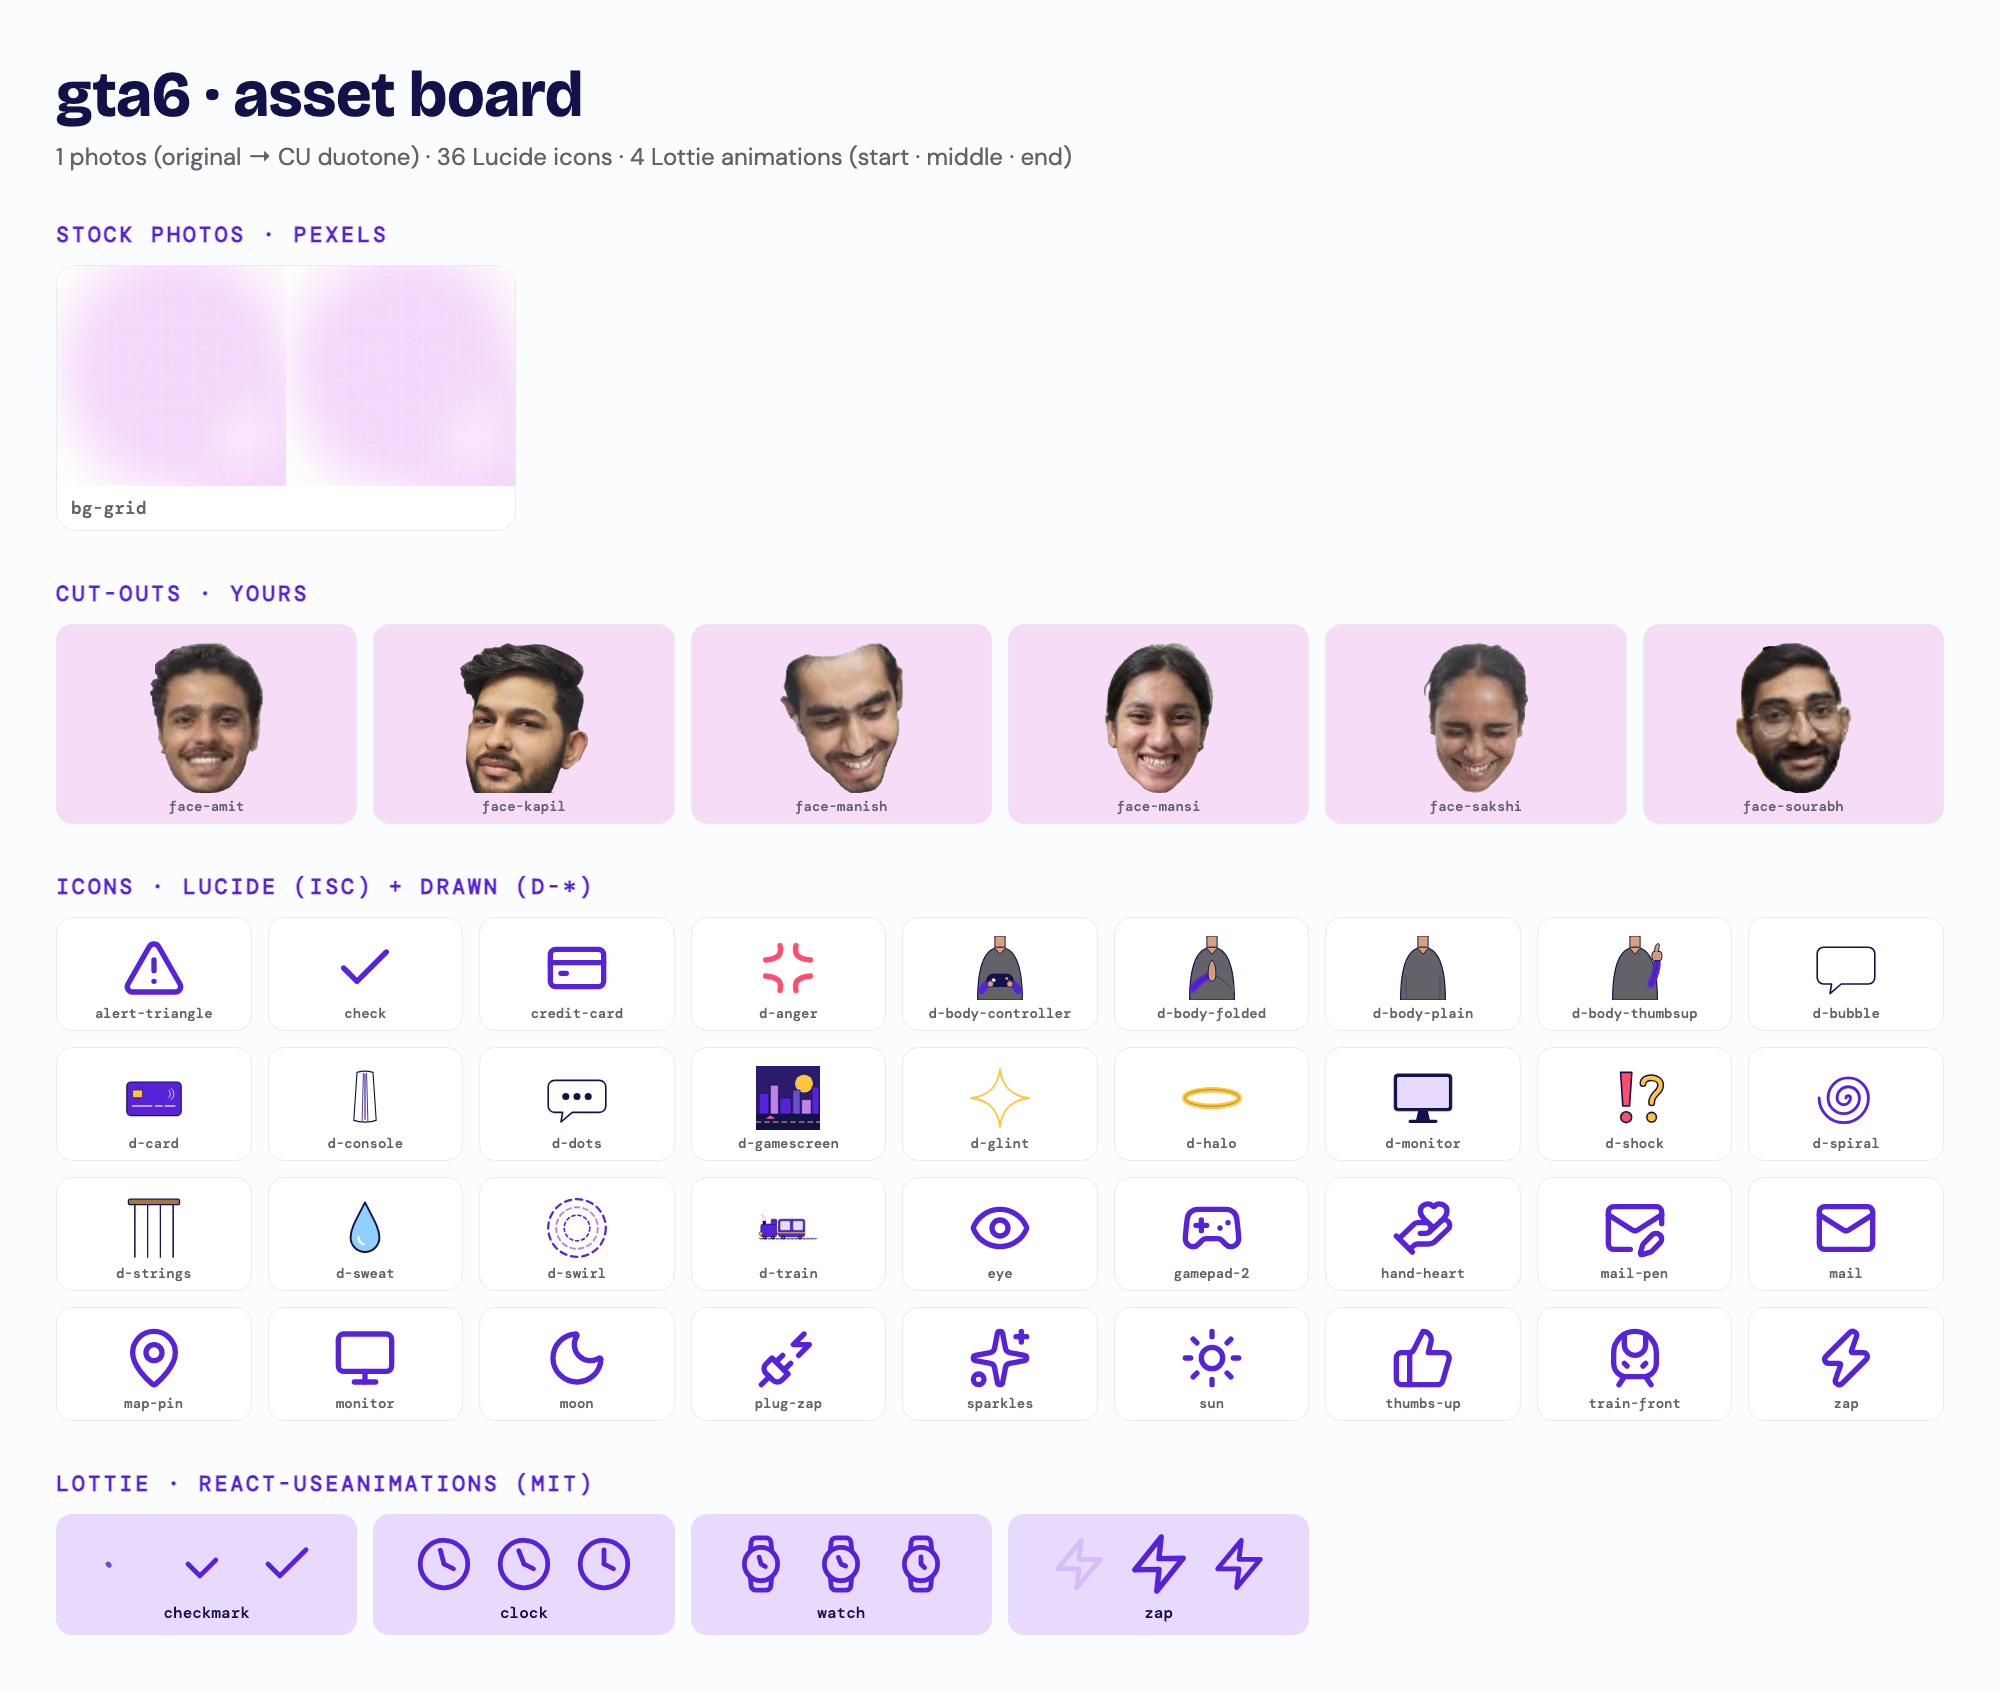 gta6 · asset board
1 photos (original → CU duotone) · 36 Lucide icons · 4 Lottie animations (start · middle · end)
STOCK PHOTOS · PEXELS
bg-grid
CUT-OUTS · YOURS
face-amit face-kapil face-manish face-mansi face-sakshi face-sourabh
ICONS · LUCIDE (ISC) + DRAWN (D-*)
alert-triangle check credit-card d-anger d-body-controller d-body-folded d-body-plain d-body-thumbsup d-bubble
d-card d-console d-dots d-gamescreen d-glint d-halo d-monitor d-shock d-spiral
d-strings d-sweat d-swirl d-train eye gamepad-2 hand-heart mail-pen mail
map-pin monitor moon plug-zap sparkles sun thumbs-up train-front zap
LOTTIE · REACT-USEANIMATIONS (MIT)
checkmark clock watch zap